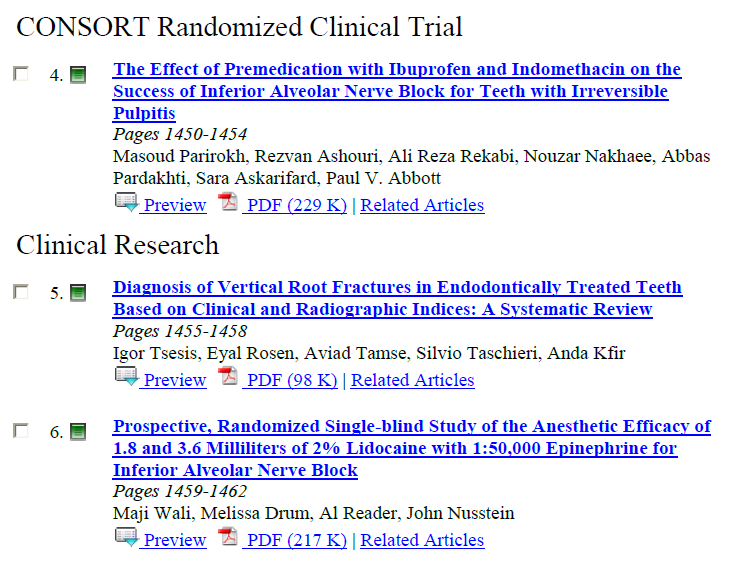 CONSORT Randomized Clinical Trial
4. The Effect of Premedication with Ibuprofen and Indomethacin on the
Success of Inferior Alveolar Nerve Block for Teeth with Irreversible
Pulpitis
Pages 1450-1454
Masoud Parirokh, Rezvan Ashouri, Ali Reza Rekabi, Nouzar Nakhaee, Abbas
Pardakhti, Sara Askarifard, Paul V. Abbott
Preview PDF (229 K) | Related Articles
Clinical Research
5. Diagnosis of Vertical Root Fractures in Endodontically Treated Teeth
Based on Clinical and Radiographic Indices: A Systematic Review
Pages 1455-1458
Igor Tsesis, Eyal Rosen, Aviad Tamse, Silvio Taschieri, Anda Kfir
Preview PDF (98 K) | Related Articles
6. Prospective, Randomized Single-blind Study of the Anesthetic Efficacy of
1.8 and 3.6 Milliliters of 2% Lidocaine with 1:50,000 Epinephrine for
Inferior Alveolar Nerve Block
Pages 1459-1462
Maji Wali, Melissa Drum, Al Reader, John Nusstein
Preview PDF (217 K) | Related Articles